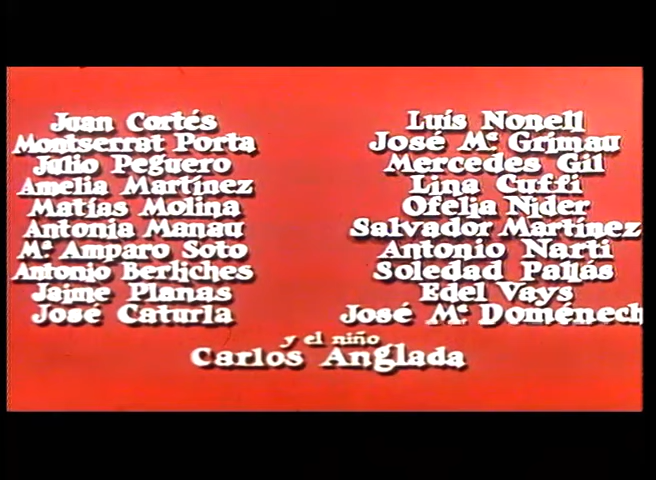 Juan Cortés
Montserrat Porta
Julio Peguero
Amelia Martínez
Matías Molina
Antonia Manau
Mª Amparo Soto
Antonio Berliches
Jaime Planas
José Caturla
Luis Nonell
José Mª Grimau
Mercedes Gil
Lina Cuffi
Ofelia Nider
Salvador Martínez
Antonio Narti
Soledad Pallás
Edel Vays
José Mª Doménech
y el niño
Carlos Anglada